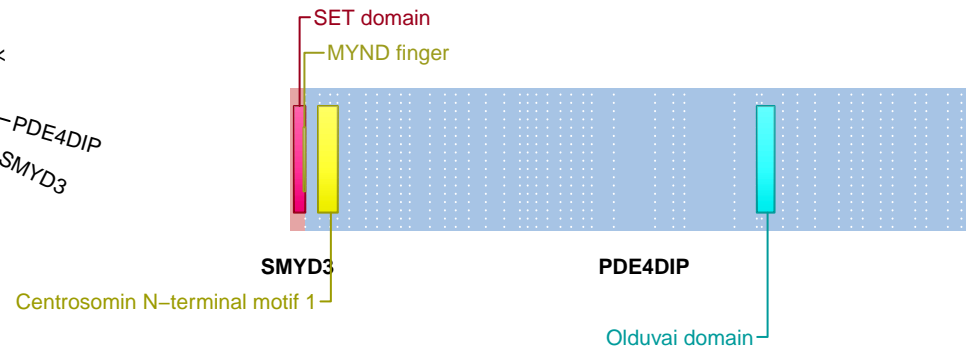 SET domain
MYND finger
PDE4DIP
SMYD3
SMYD3
PDE4DIP
Centrosomin N−terminal motif 1
Olduvai domain